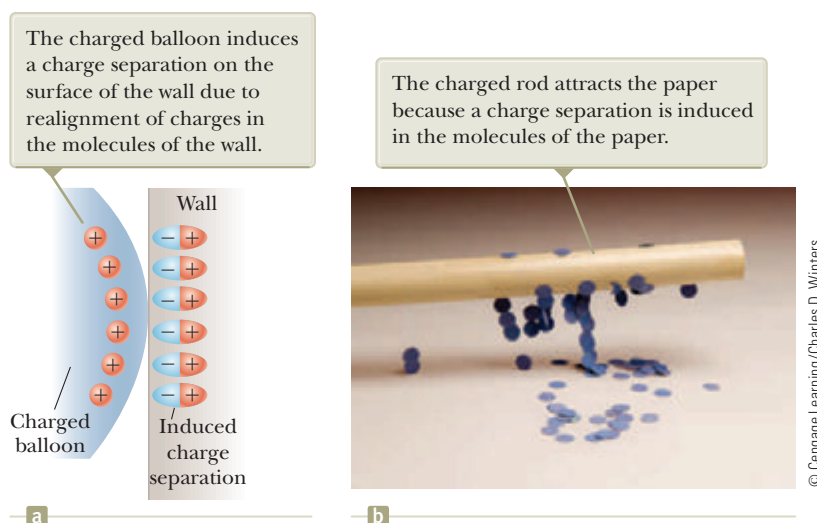 The charged balloon induces
a charge separation on the
surface of the wall due to
realignment of charges in
the molecules of the wall.
The charged rod attracts the paper
because a charge separation is induced
in the molecules of the paper.
Wall
+ - +
+ - +
+ - +
+ - +
+ - +
+ - +
Charged
balloon
Induced
charge
separation
© Cengage Learning/Charles D. Winters
a
b